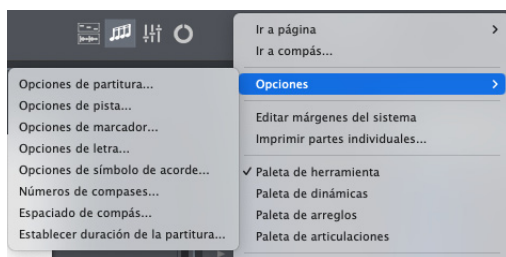 Ir a página
Ir a compás...
Opciones
Editar márgenes del sistema
Imprimir partes individuales...
✓ Paleta de herramienta
Paleta de dinámicas
Paleta de arreglos
Paleta de articulaciones
Opciones de partitura...
Opciones de pista...
Opciones de marcador...
Opciones de letra...
Opciones de símbolo de acorde...
Números de compases...
Espaciado de compás...
Establecer duración de la partitura...